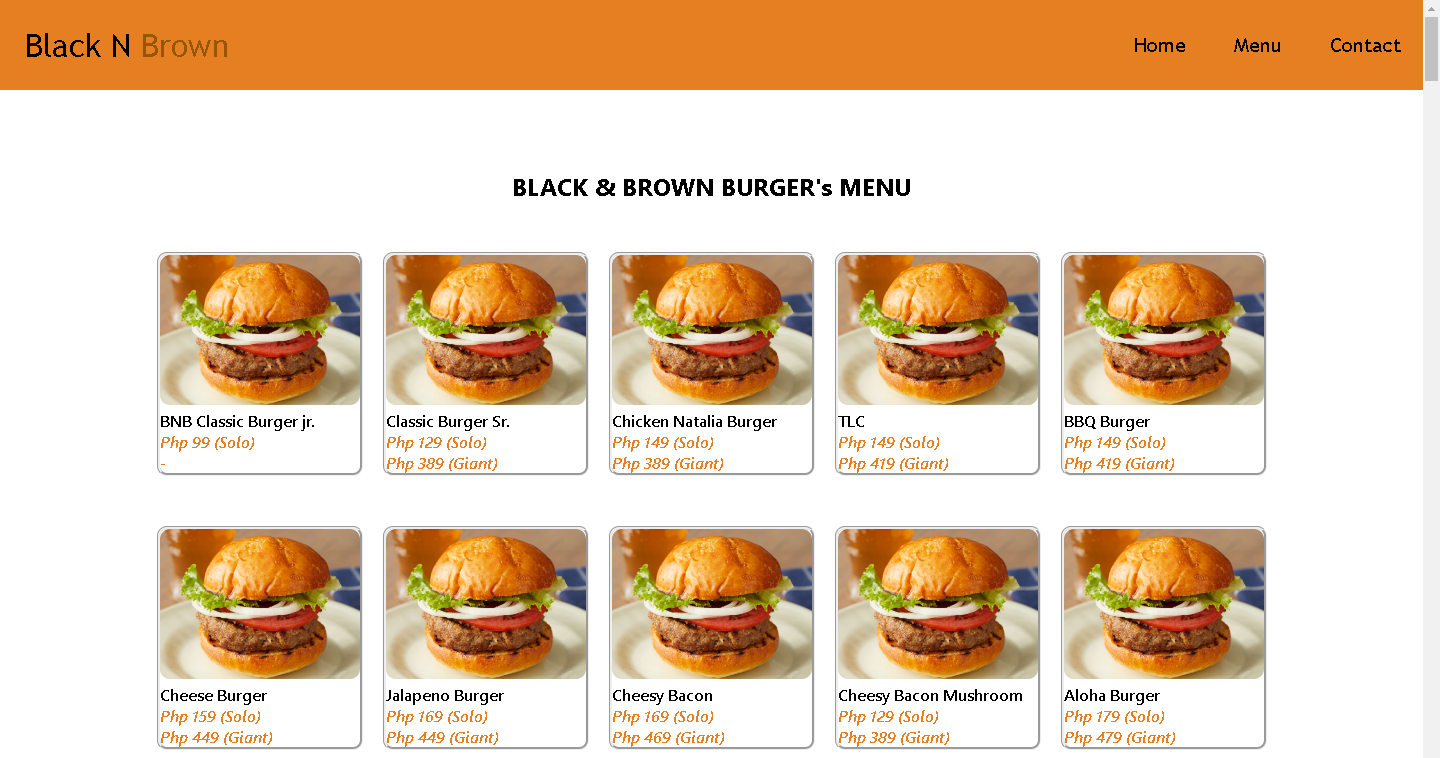 Black N Brown
Home Menu Contact
BLACK & BROWN BURGER's MENU
BNB Classic Burger jr.
Php 99 (Solo)
-
Classic Burger Sr.
Php 129 (Solo)
Php 389 (Giant)
Chicken Natalia Burger
Php 149 (Solo)
Php 389 (Giant)
TLC
Php 149 (Solo)
Php 419 (Giant)
BBQ Burger
Php 149 (Solo)
Php 419 (Giant)
Cheese Burger
Php 159 (Solo)
Php 449 (Giant)
Jalapeno Burger
Php 169 (Solo)
Php 449 (Giant)
Cheesy Bacon
Php 169 (Solo)
Php 469 (Giant)
Cheesy Bacon Mushroom
Php 129 (Solo)
Php 389 (Giant)
Aloha Burger
Php 179 (Solo)
Php 479 (Giant)